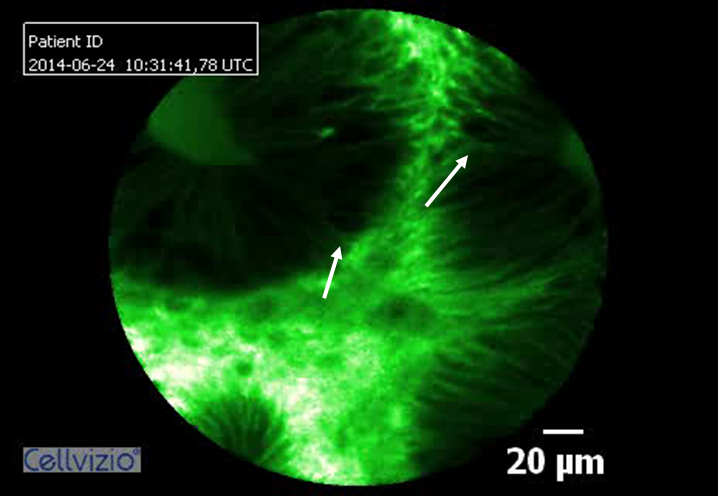 Patient ID
2014-06-24 10:31:41,78 UTC
Cellvizio®
20 µm